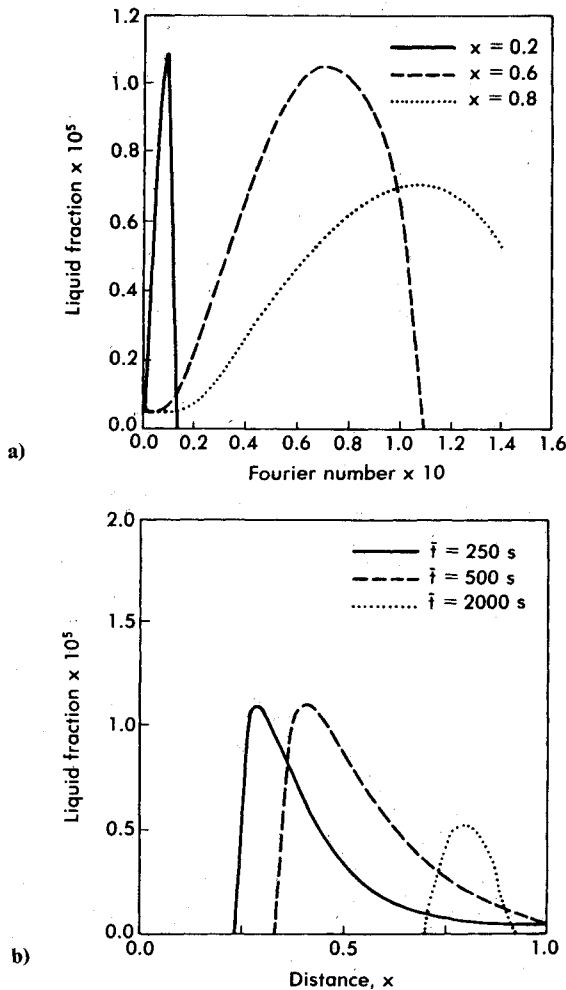 1.2
1.0
0.8
0.6
0.4
0.2
0.0
Liquid fraction x 10⁵
x = 0.2
x = 0.6
x = 0.8
0.0 0.2 0.4 0.6 0.8 1.0 1.2 1.4 1.6
Fourier number x 10
a)
2.0
1.5
1.0
0.5
0.0
Liquid fraction x 10⁵
t̄ = 250 s
t̄ = 500 s
t̄ = 2000 s
0.0 0.5 1.0
Distance, x
b)